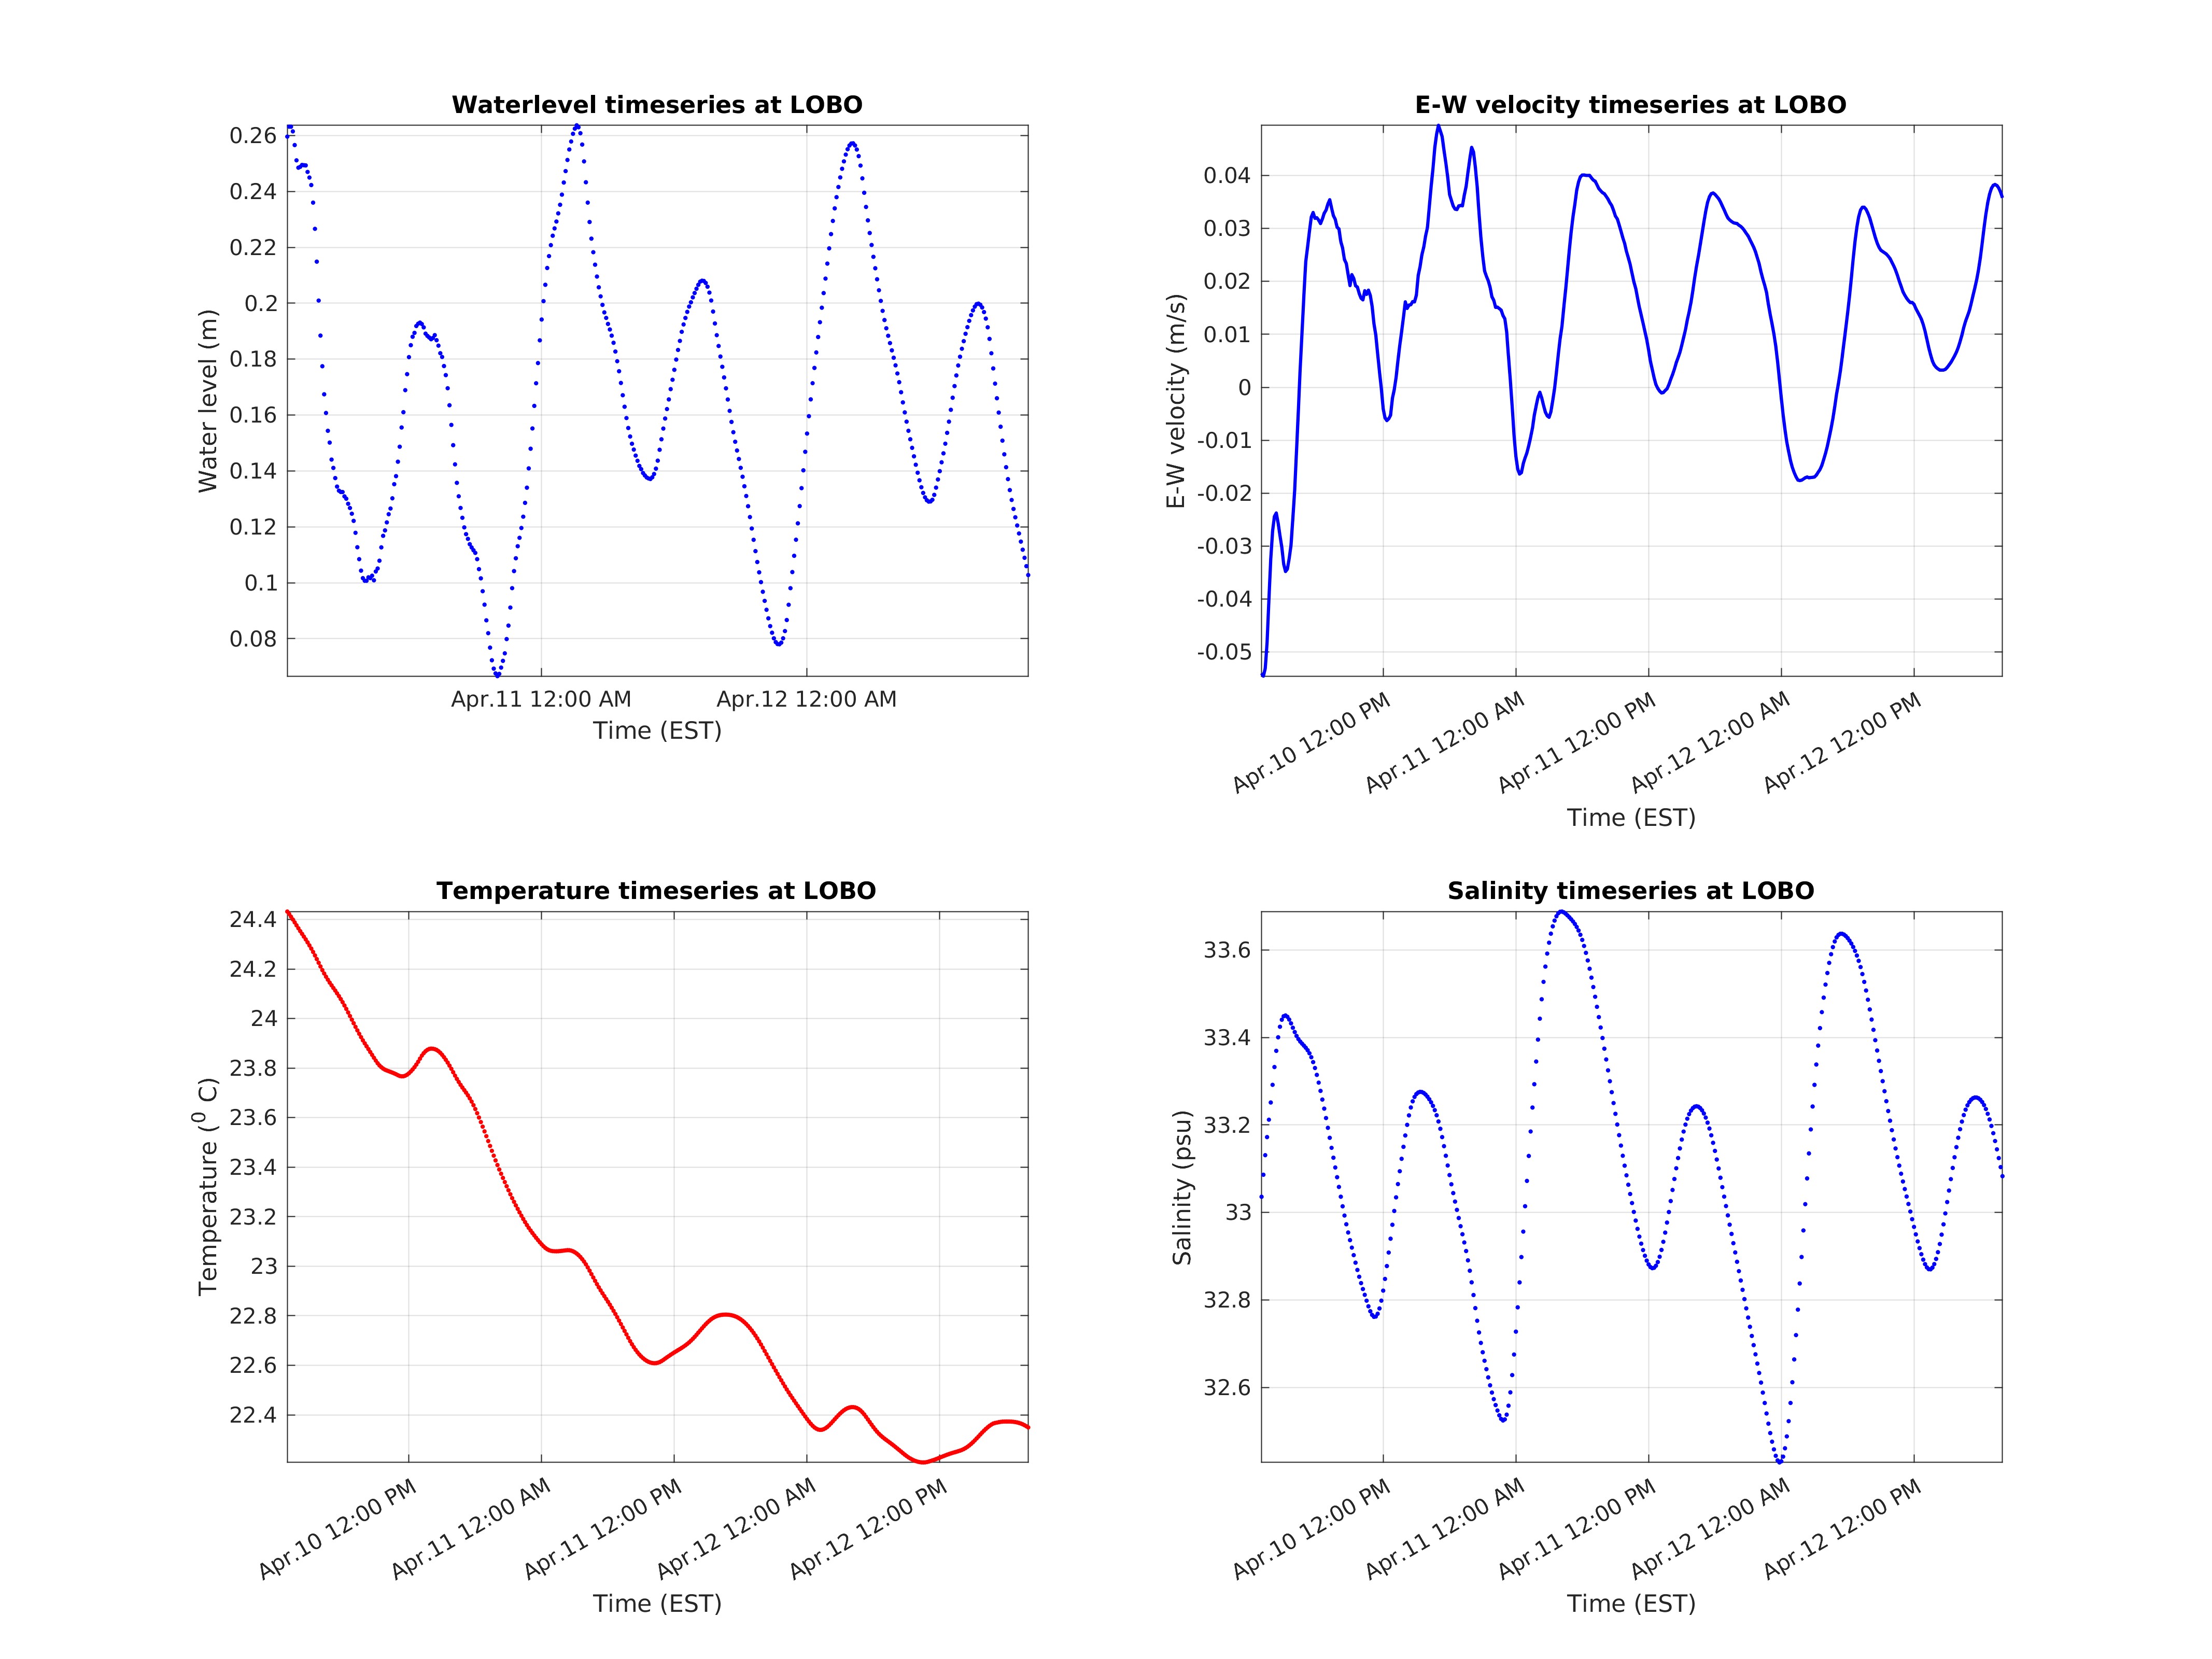 Waterlevel timeseries at LOBO
0.26
0.24
0.22
0.2
0.18
0.16
0.14
0.12
0.1
0.08
Water level (m)
Apr.11 12:00 AM
Apr.12 12:00 AM
Time (EST)
E-W velocity timeseries at LOBO
0.04
0.03
0.02
0.01
0
-0.01
-0.02
-0.03
-0.04
-0.05
E-W velocity (m/s)
Apr.10 12:00 PM
Apr.11 12:00 AM
Apr.11 12:00 PM
Apr.12 12:00 AM
Apr.12 12:00 PM
Time (EST)
Temperature timeseries at LOBO
24.4
24.2
24
23.8
23.6
23.4
23.2
23
22.8
22.6
22.4
Temperature (⁰ C)
Apr.10 12:00 PM
Apr.11 12:00 AM
Apr.11 12:00 PM
Apr.12 12:00 AM
Apr.12 12:00 PM
Time (EST)
Salinity timeseries at LOBO
33.6
33.4
33.2
33
32.8
32.6
Salinity (psu)
Apr.10 12:00 PM
Apr.11 12:00 AM
Apr.11 12:00 PM
Apr.12 12:00 AM
Apr.12 12:00 PM
Time (EST)